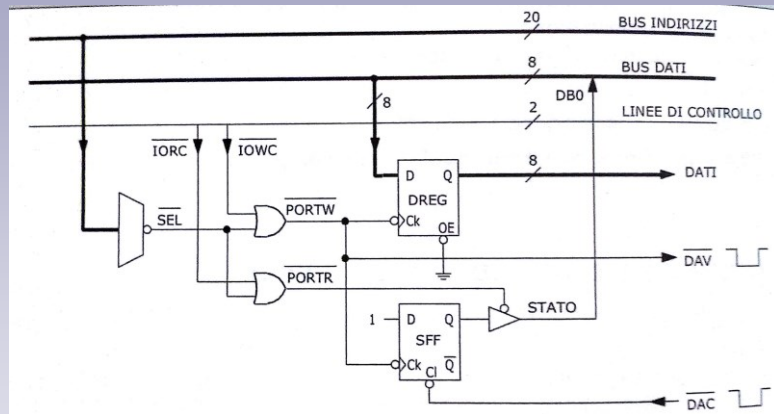 20
BUS INDIRIZZI
8
BUS DATI
8
DB0
2
LINEE DI CONTROLLO
IORC
IOWC
D Q
8
DATI
DREG
PORTW
Ck
OE
SEL
DAV
PORTR
STATO
1
D Q
SFF
Ck
Q
Cl
DAC